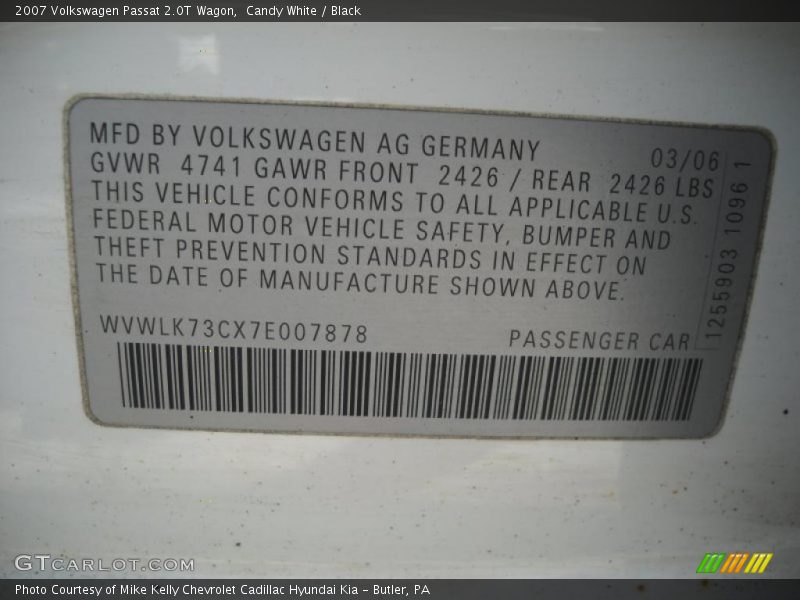 2007 Volkswagen Passat 2.0T Wagon,  Candy White / Black
MFD BY VOLKSWAGEN AG GERMANY 03/06
GVWR 4741 GAWR FRONT 2426 / REAR 2426 LBS
THIS VEHICLE CONFORMS TO ALL APPLICABLE U.S.
FEDERAL MOTOR VEHICLE SAFETY, BUMPER AND
THEFT PREVENTION STANDARDS IN EFFECT ON
THE DATE OF MANUFACTURE SHOWN ABOVE.
1255903 1096 1
WVWLK73CX7E007878 PASSENGER CAR
GTCARLOT.COM
Photo Courtesy of Mike Kelly Chevrolet Cadillac Hyundai Kia – Butler, PA